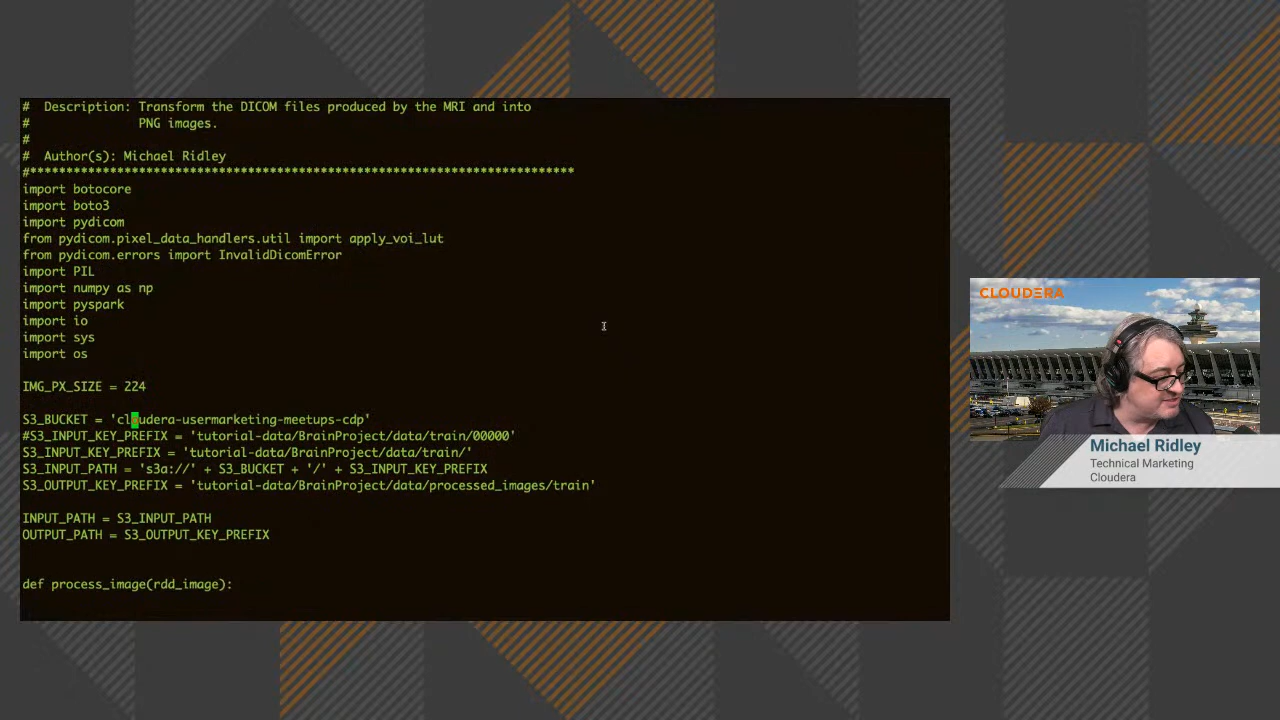 #  Description: Transform the DICOM files produced by the MRI and into
#               PNG images.
#
#  Author(s): Michael Ridley
#***************************************************************************
import botocore
import boto3
import pydicom
from pydicom.pixel_data_handlers.util import apply_voi_lut
from pydicom.errors import InvalidDicomError
import PIL
import numpy as np
import pyspark
import io
import sys
import os
IMG_PX_SIZE = 224
S3_BUCKET = 'cloudera-usermarketing-meetups-cdp'
#S3_INPUT_KEY_PREFIX = 'tutorial-data/BrainProject/data/train/00000'
S3_INPUT_KEY_PREFIX = 'tutorial-data/BrainProject/data/train/'
S3_INPUT_PATH = 's3a://' + S3_BUCKET + '/' + S3_INPUT_KEY_PREFIX
S3_OUTPUT_KEY_PREFIX = 'tutorial-data/BrainProject/data/processed_images/train'
INPUT_PATH = S3_INPUT_PATH
OUTPUT_PATH = S3_OUTPUT_KEY_PREFIX
def process_image(rdd_image):
CLOUDERA
Michael Ridley
Technical Marketing
Cloudera